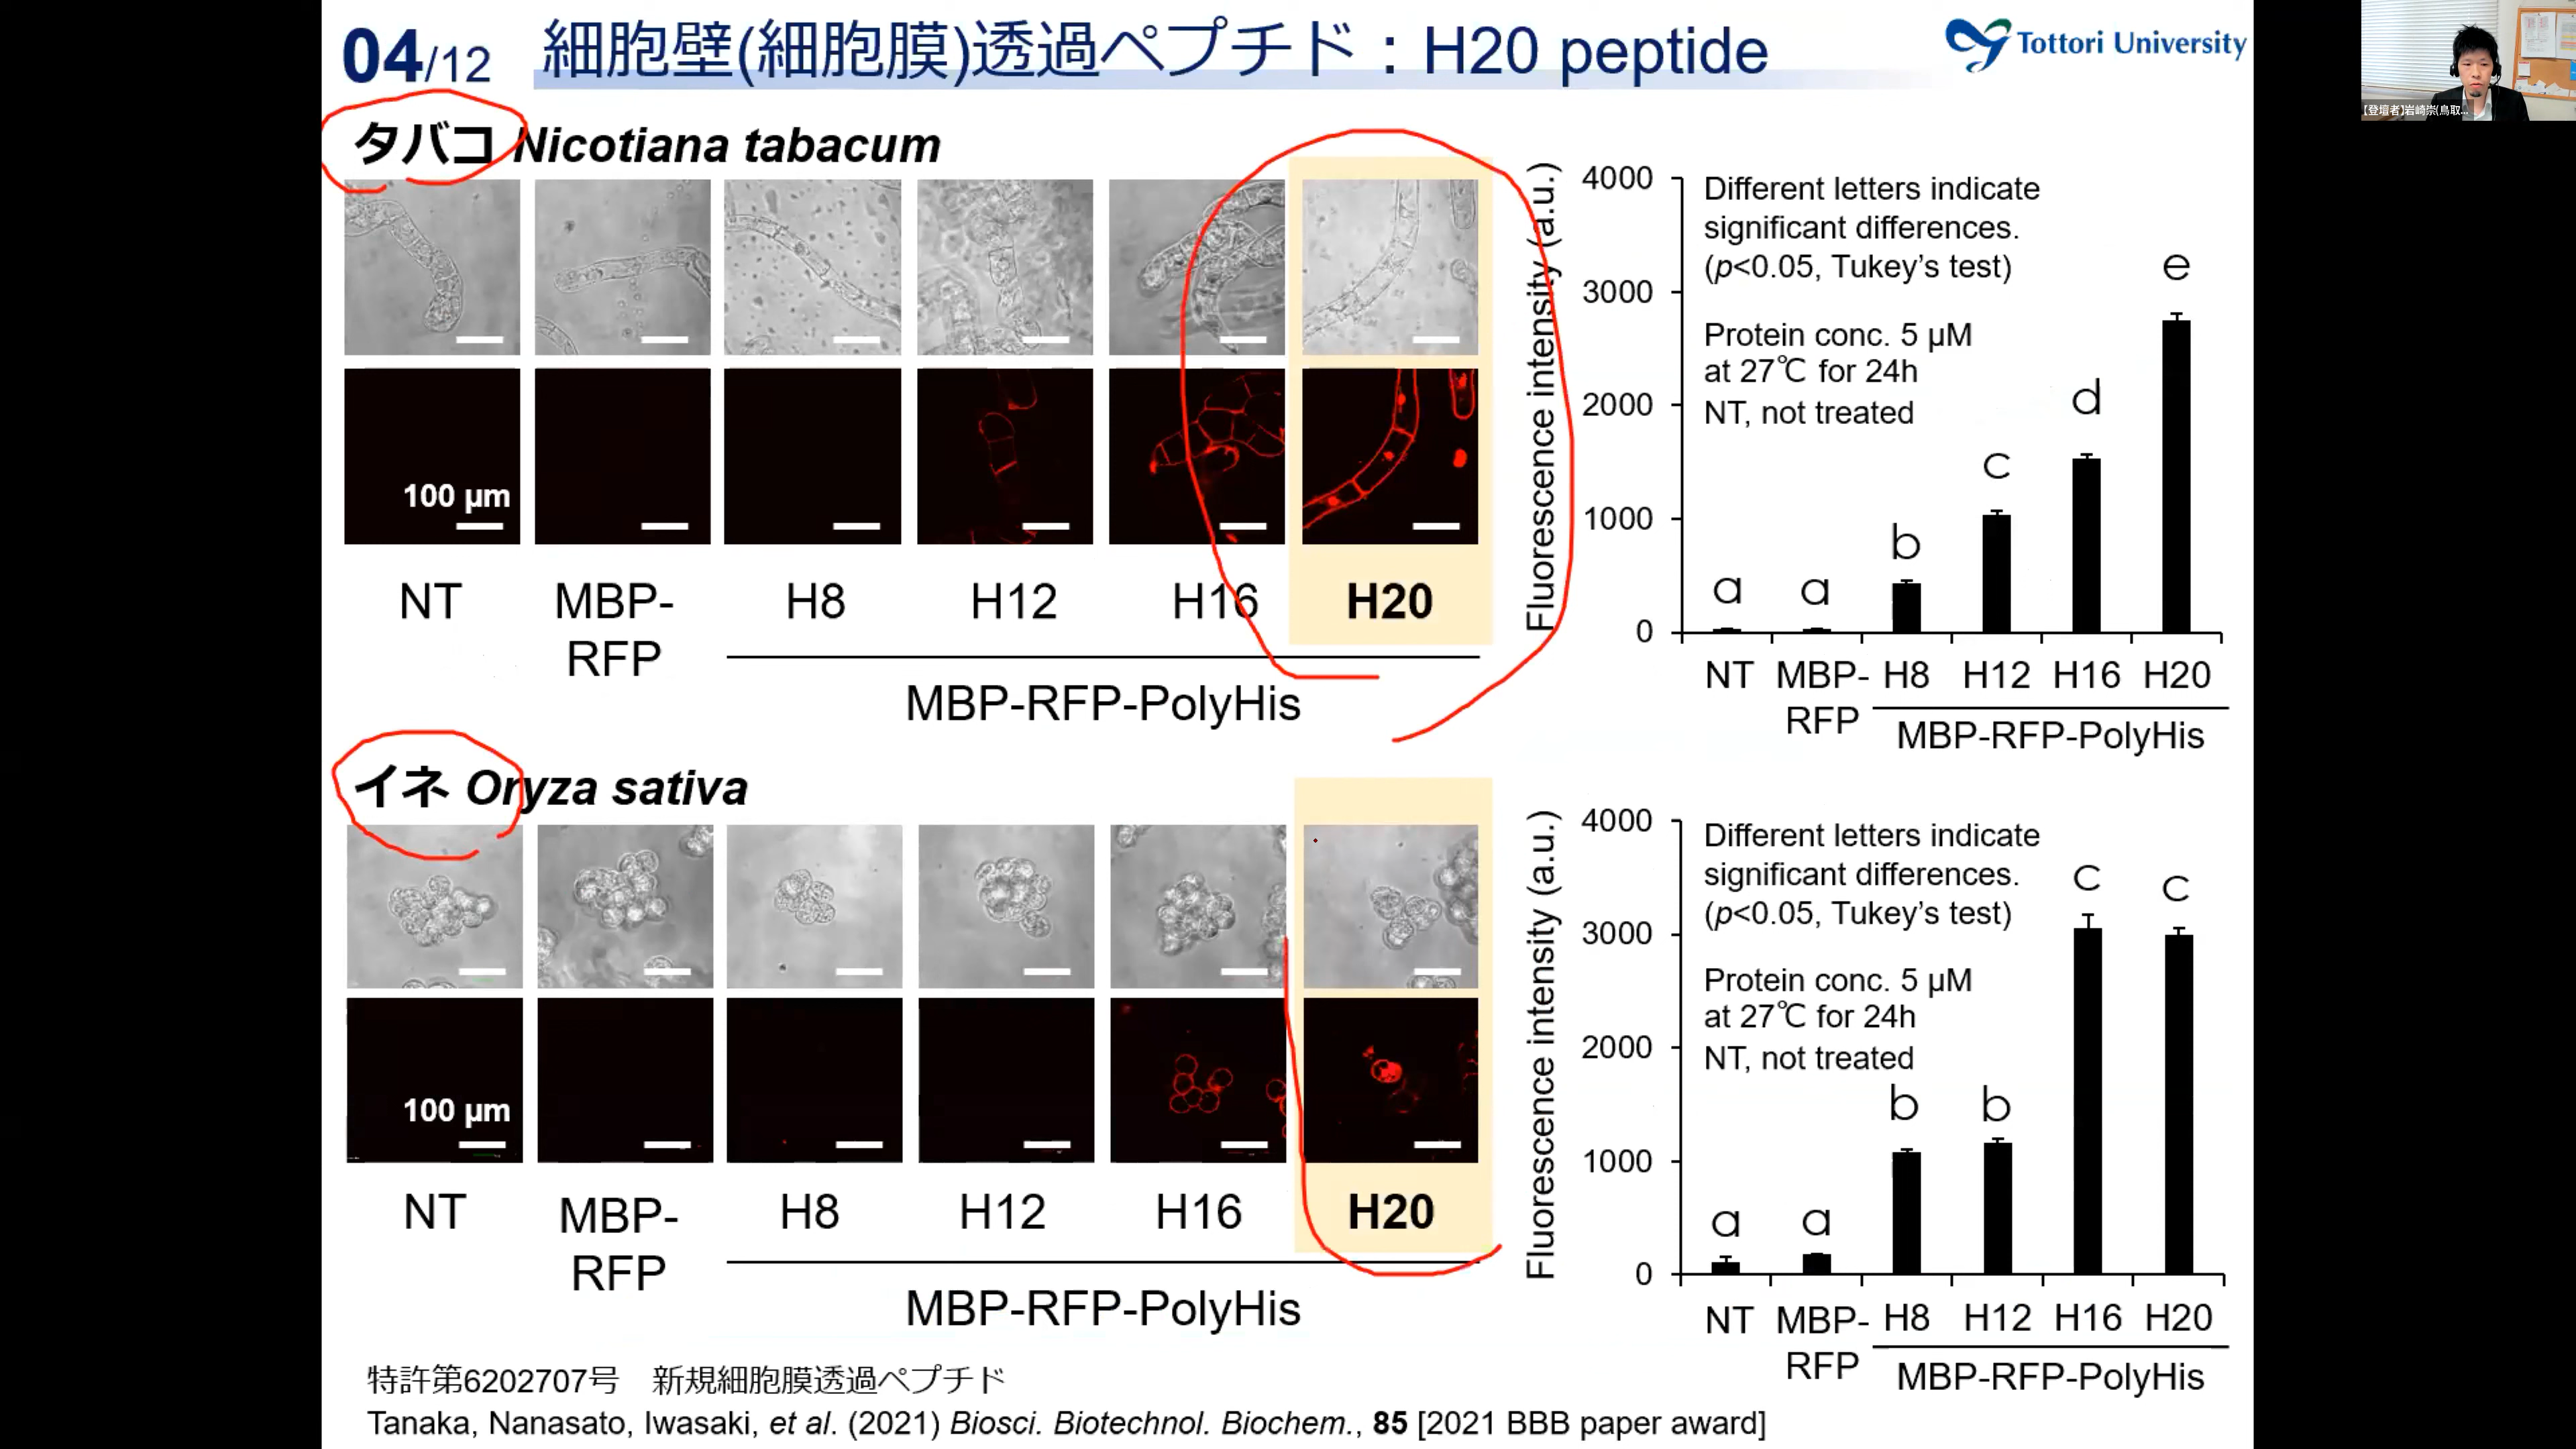 04/12
細胞壁(細胞膜)透過ペプチド：H20 peptide
Tottori University
【登壇者】岩崎崇(鳥取...
タバコ Nicotiana tabacum
100 µm
NT
MBP-
RFP
H8
H12
H16
H20
MBP-RFP-PolyHis
Fluorescence intensity (a.u.)
4000
3000
2000
1000
0
Different letters indicate
significant differences.
(p<0.05, Tukey's test)
Protein conc. 5 µM
at 27℃ for 24h
NT, not treated
a
a
b
c
d
e
NT
MBP-
RFP
H8
H12
H16
H20
MBP-RFP-PolyHis
イネ Oryza sativa
100 µm
NT
MBP-
RFP
H8
H12
H16
H20
MBP-RFP-PolyHis
Fluorescence intensity (a.u.)
4000
3000
2000
1000
0
Different letters indicate
significant differences.
(p<0.05, Tukey's test)
Protein conc. 5 µM
at 27℃ for 24h
NT, not treated
a
a
b
b
c
c
NT
MBP-
RFP
H8
H12
H16
H20
MBP-RFP-PolyHis
特許第6202707号　新規細胞膜透過ペプチド
Tanaka, Nanasato, Iwasaki, et al. (2021) Biosci. Biotechnol. Biochem., 85 [2021 BBB paper award]